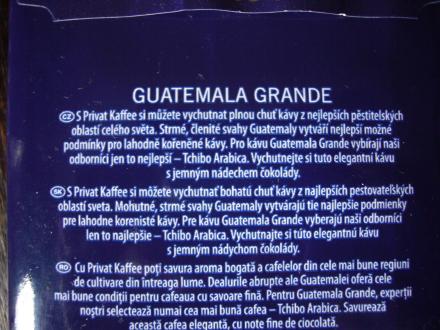 GUATEMALA GRANDE
CZ S Privat Kaffee si můžete vychutnat plnou chuť kávy z nejlepších pěstitelských
oblastí celého světa. Strmé, členité svahy Guatemaly vytváří nejlepší možné
podmínky pro lahodně kořeněné kávy. Pro kávu Guatemala Grande vybírají naši
odborníci jen to nejlepší – Tchibo Arabica. Vychutnejte si tuto elegantní kávu
s jemným nádechem čokolády.
SK S Privat Kaffee si môžete vychutnať bohatú chuť kávy z najlepších pestovateľských
oblastí sveta. Mohutné, strmé svahy Guatemaly vytvárajú tie najlepšie podmienky
pre lahodne korenisté kávy. Pre kávu Guatemala Grande vyberajú naši odborníci
len to najlepšie – Tchibo Arabica. Vychutnajte si túto elegantnú kávu
s jemným nádychom čokolády.
RO Cu Privat Kaffee poți savura aroma bogată a cafelelor din cele mai bune regiuni
de cultivare din întreaga lume. Dealurile abrupte ale Guatemalei oferă cele
mai bune condiții pentru cafeaua cu savoare fină. Pentru Guatemala Grande, experții
noștri selectează numai cea mai bună cafea – Tchibo Arabica. Savurează
această cafea elegantă, cu note fine de ciocolată.